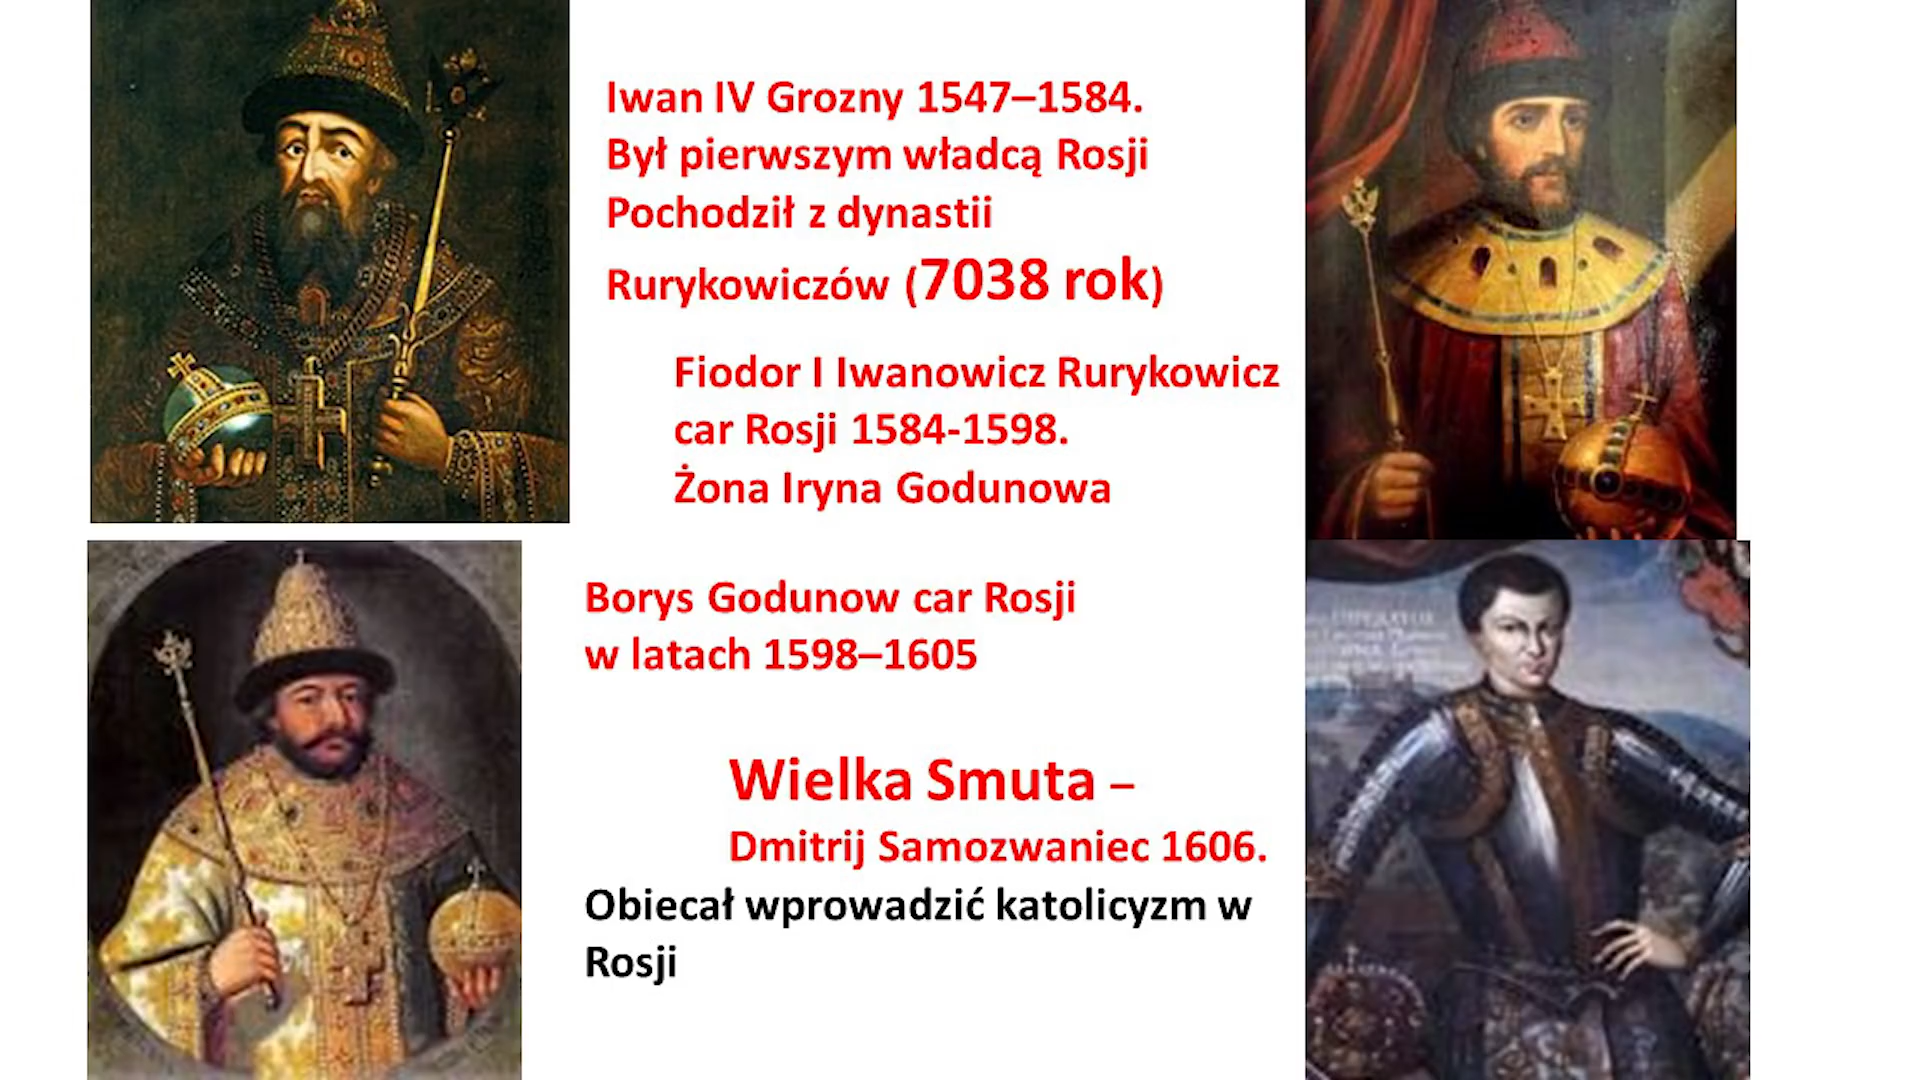 Iwan IV Grozny 1547–1584.
Był pierwszym władcą Rosji
Pochodził z dynastii
Rurykowiczów (7038 rok)
Fiodor I Iwanowicz Rurykowicz
car Rosji 1584-1598.
Żona Iryna Godunowa
Borys Godunow car Rosji
w latach 1598–1605
Wielka Smuta –
Dmitrij Samozwaniec 1606.
Obiecał wprowadzić katolicyzm w
Rosji